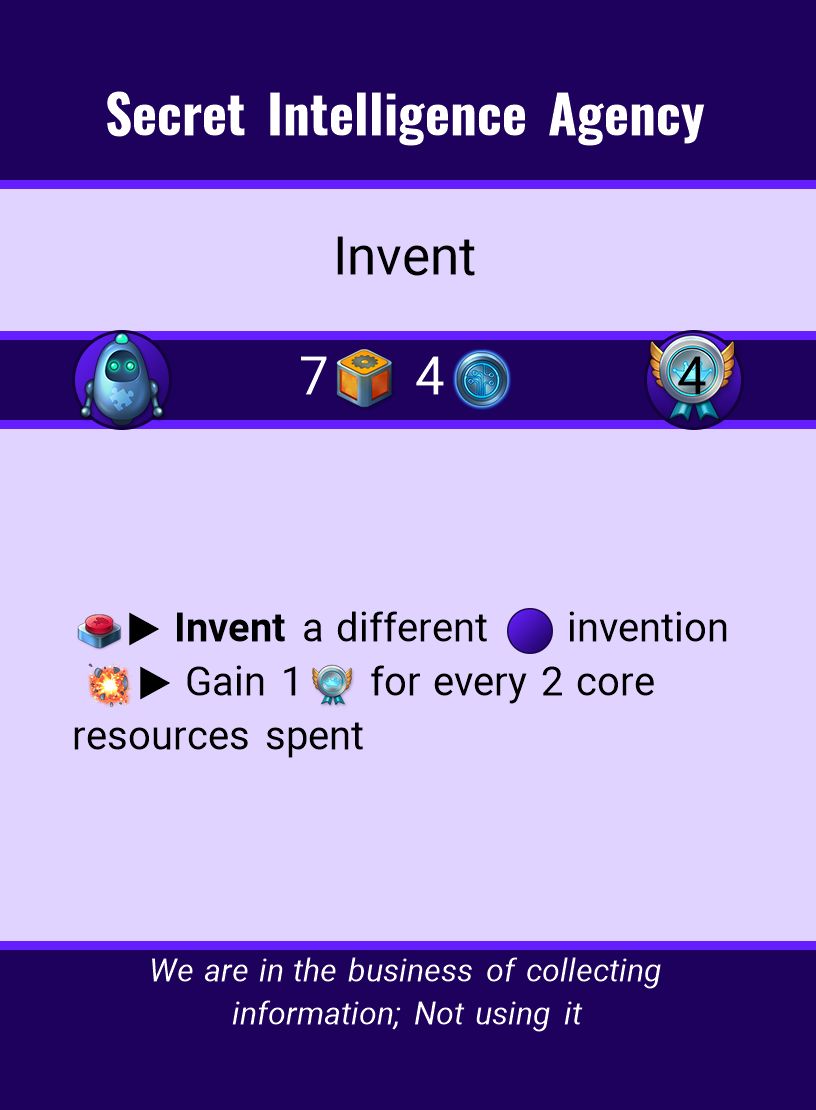 Secret Intelligence Agency
Invent
7 4 4
▶ Invent a different invention
▶ Gain 1 for every 2 core
resources spent
We are in the business of collecting
information; Not using it